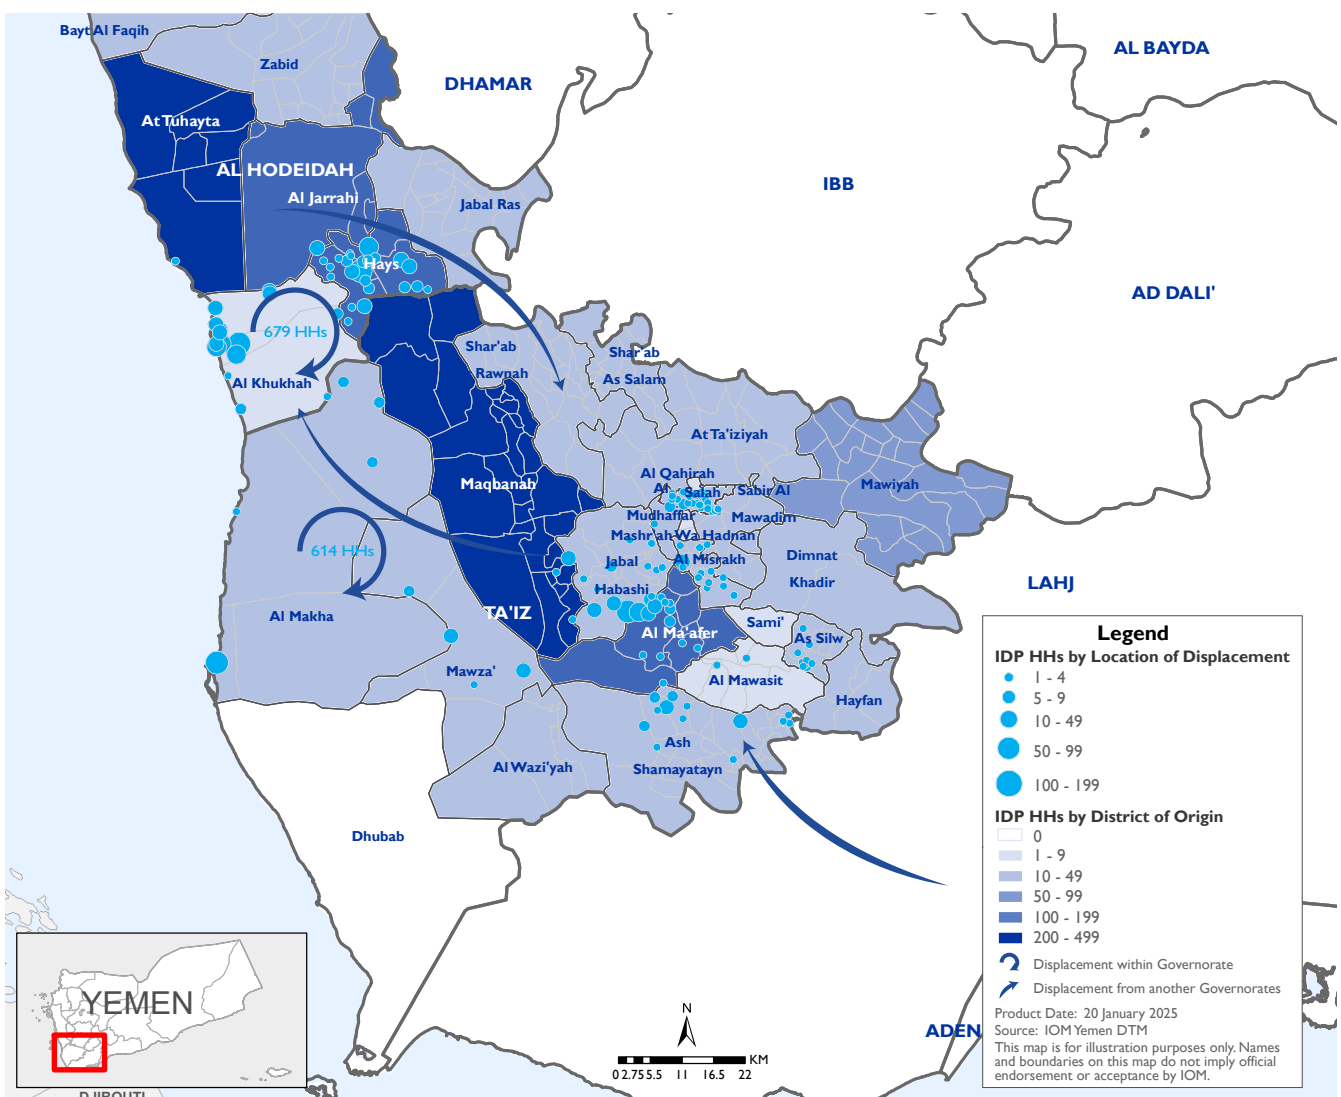 Bayt Al Faqih
Zabid
DHAMAR
AL BAYDA
At Tuhayta
AL HODEIDAH
Al Jarrahi
Jabal Ras
IBB
Hays
AD DALI'
679 HHs
Al Khukhah
Shar'ab
Rawnah
Shar'ab
As Salam
At Ta'iziyah
Maqbanah
Al Qahirah
Al
Mudhaffar
Salah
Sabir Al
Mawadim
Mawiyah
Mashr'ah Wa Hadnan
614 HHs
Jabal
Habashi
Al Misrakh
Dimnat
Khadir
LAHJ
Al Makha
TA'IZ
Al Ma'afer
Sami'
As Silw
Mawza'
Al Mawasit
Hayfan
Ash
Shamayatayn
Al Wazi'yah
Dhubab
ADEN
Legend
IDP HHs by Location of Displacement
1 - 4
5 - 9
10 - 49
50 - 99
100 - 199
IDP HHs by District of Origin
0
1 - 9
10 - 49
50 - 99
100 - 199
200 - 499
Displacement within Governorate
Displacement from another Governorates
Product Date: 20 January 2025
Source: IOM Yemen DTM
This map is for illustration purposes only. Names
and boundaries on this map do not imply official
endorsement or acceptance by IOM.
YEMEN
DJIBOUTI
N
KM
0 2.75 5.5 11 16.5 22